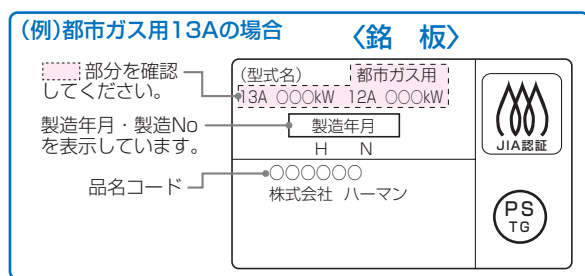 (例)都市ガス用13Aの場合
〈銘 板〉
部分を確認
してください。
製造年月・製造No
を表示しています。
品名コード
(型式名)
都市ガス用
13A ○○○kW 12A ○○○kW
製造年月
H N
○○○○○○
株式会社 ハーマン
JIA認証
PS
TG